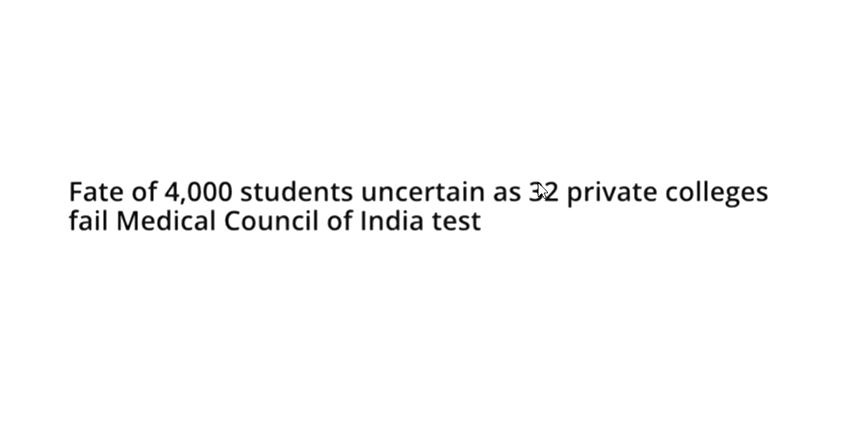 Fate of 4,000 students uncertain as 32 private colleges
fail Medical Council of India test